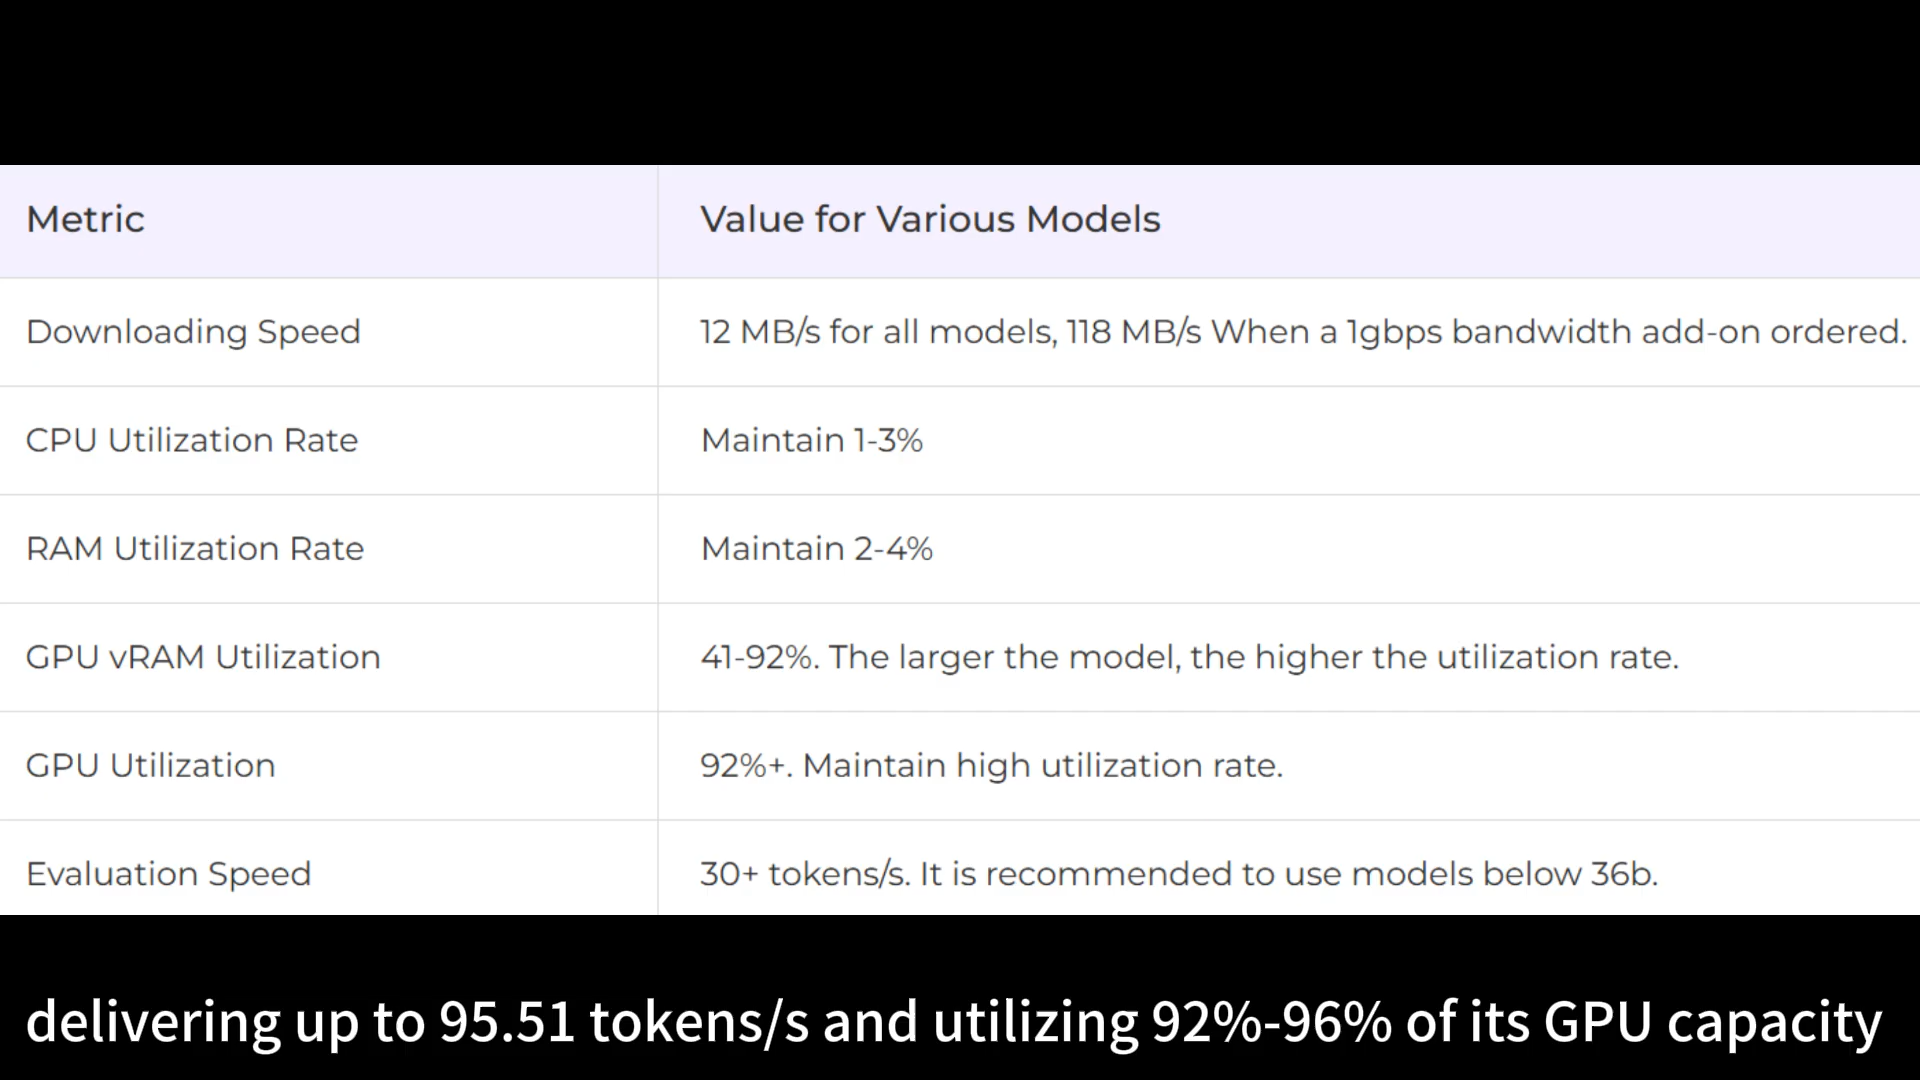 Metric
Value for Various Models
Downloading Speed
12 MB/s for all models, 118 MB/s When a 1gbps bandwidth add-on ordered.
CPU Utilization Rate
Maintain 1-3%
RAM Utilization Rate
Maintain 2-4%
GPU vRAM Utilization
41-92%. The larger the model, the higher the utilization rate.
GPU Utilization
92%+. Maintain high utilization rate.
Evaluation Speed
30+ tokens/s. It is recommended to use models below 36b.
delivering up to 95.51 tokens/s and utilizing 92%-96% of its GPU capacity